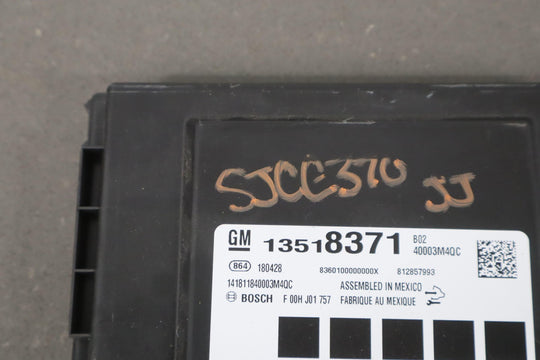 SJCC370 JJ
GM 13518371 B02
40003M4QC
864 180428 8360100000000X 812857993
141811840003M4QC ASSEMBLED IN MEXICO
BOSCH F 00H J01 757 FABRIQUE AU MEXIQUE